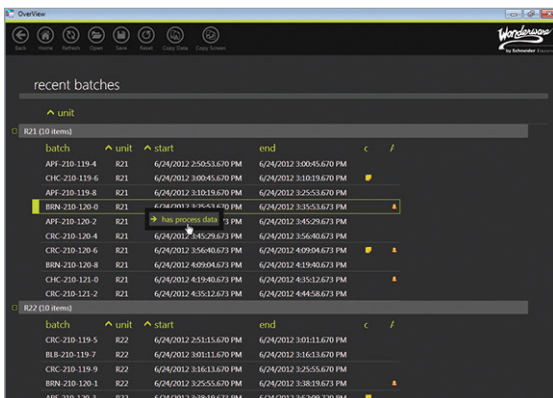 OverView
Back Home Refresh Open Save Reset Copy Data Copy Screen
Wonderware
by Schneider Electric
recent batches
unit
R21 (10 items)
batch unit start end c
APF-210-119-4 R21 6/24/2012 2:50:53.670 PM 6/24/2012 3:00:45.670 PM
CHC-210-119-6 R21 6/24/2012 3:00:45.670 PM 6/24/2012 3:10:19.670 PM
APF-210-119-8 R21 6/24/2012 3:10:19.670 PM 6/24/2012 3:25:53.670 PM
BRN-210-120-0 R21 6/24/2012 3:25:53.670 PM 6/24/2012 3:35:53.673 PM
has process data
APF-210-120-2 R21 PM 6/24/2012 3:45:29.673 PM
CRC-210-120-4 R21 6/24/2012 3:45:29.673 PM 6/24/2012 3:56:40.673 PM
CRC-210-120-6 R21 6/24/2012 3:56:40.673 PM 6/24/2012 4:09:04.673 PM
BRN-210-120-8 R21 6/24/2012 4:09:04.673 PM 6/24/2012 4:19:40.673 PM
CHC-210-121-0 R21 6/24/2012 4:19:40.673 PM 6/24/2012 4:35:12.673 PM
CRC-210-121-2 R21 6/24/2012 4:35:12.673 PM 6/24/2012 4:44:58.673 PM
R22 (10 items)
batch unit start end c
CRC-210-119-5 R22 6/24/2012 2:51:15.670 PM 6/24/2012 3:01:11.670 PM
BLB-210-119-7 R22 6/24/2012 3:01:11.670 PM 6/24/2012 3:16:13.670 PM
CRC-210-119-9 R22 6/24/2012 3:16:13.670 PM 6/24/2012 3:25:55.670 PM
BRN-210-120-1 R22 6/24/2012 3:25:55.670 PM 6/24/2012 3:38:19.673 PM